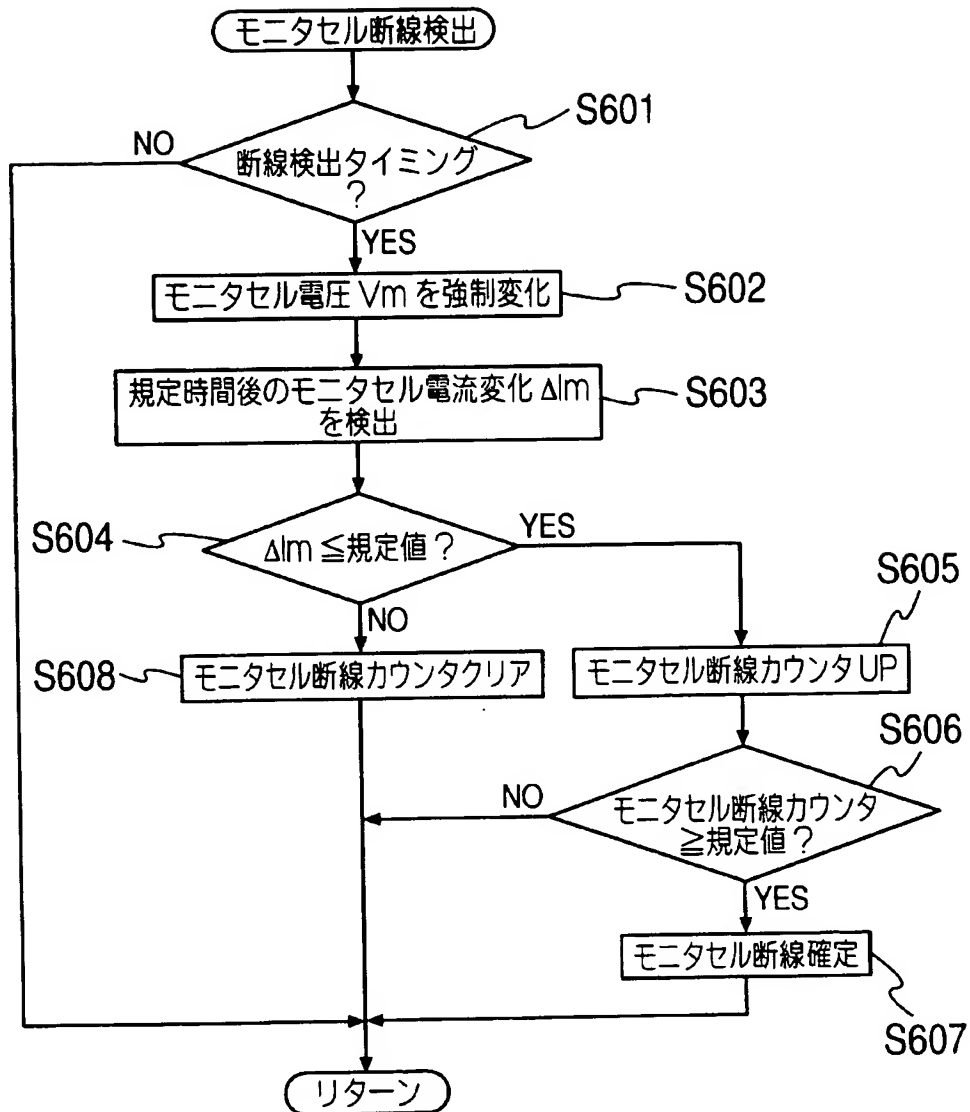 モニタセル断線検出
S601
NO
断線検出タイミング
?
YES
モニタセル電圧 Vm を強制変化
S602
規定時間後のモニタセル電流変化 ΔIm
を検出
S603
S604
ΔIm ≦規定値?
YES
NO
S605
S608
モニタセル断線カウンタクリア
モニタセル断線カウンタ UP
S606
NO
モニタセル断線カウンタ
≧規定値?
YES
モニタセル断線確定
S607
リターン